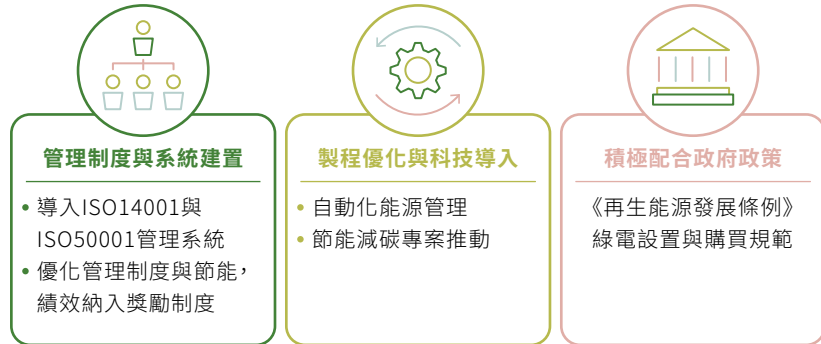 管理制度與系統建置
• 導入ISO14001與
ISO50001管理系統
• 優化管理制度與節能，
績效納入獎勵制度
製程優化與科技導入
• 自動化能源管理
• 節能減碳專案推動
積極配合政府政策
《再生能源發展條例》
綠電設置與購買規範